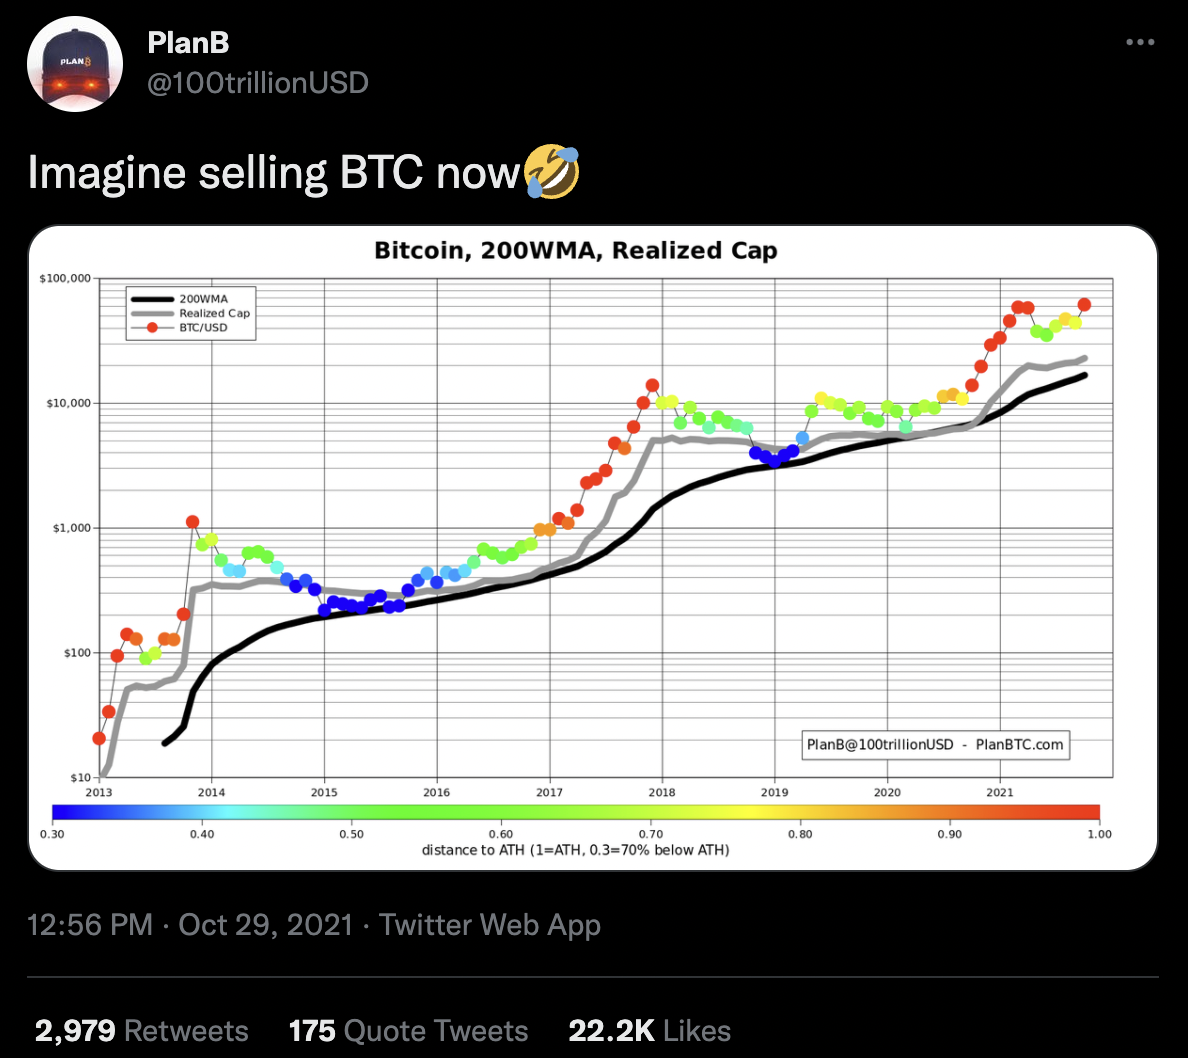 PlanB
@100trillionUSD
PLAN₿
Imagine selling BTC now🤣
Bitcoin, 200WMA, Realized Cap
200WMA
Realized Cap
BTC/USD
$100,000
$10,000
$1,000
$100
$10
PlanB@100trillionUSD - PlanBTC.com
2013 2014 2015 2016 2017 2018 2019 2020 2021
0.30 0.40 0.50 0.60 0.70 0.80 0.90 1.00
distance to ATH (1=ATH, 0.3=70% below ATH)
12:56 PM · Oct 29, 2021 · Twitter Web App
2,979 Retweets 175 Quote Tweets 22.2K Likes